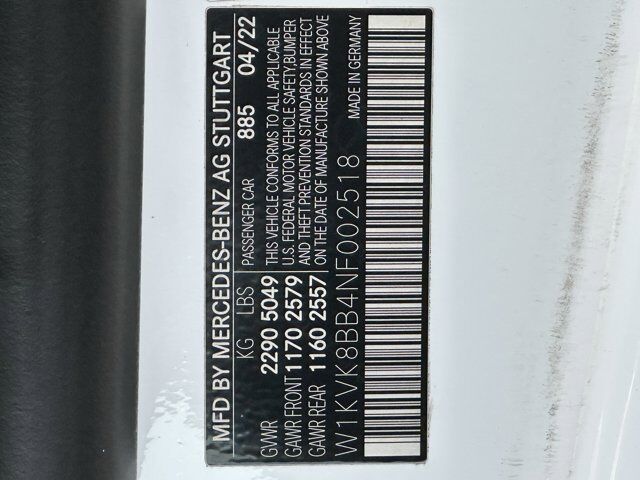 MFD BY MERCEDES-BENZ AG STUTTGART
KG LBS PASSENGER CAR 885 04/22
GVWR 2290 5049 THIS VEHICLE CONFORMS TO ALL APPLICABLE
U.S. FEDERAL MOTOR VEHICLE SAFETY,BUMPER
GAWR FRONT 1170 2579 AND THEFT PREVENTION STANDARDS IN EFFECT
GAWR REAR 1160 2557 ON THE DATE OF MANUFACTURE SHOWN ABOVE
W1KVK8BB4NF002518 MADE IN GERMANY